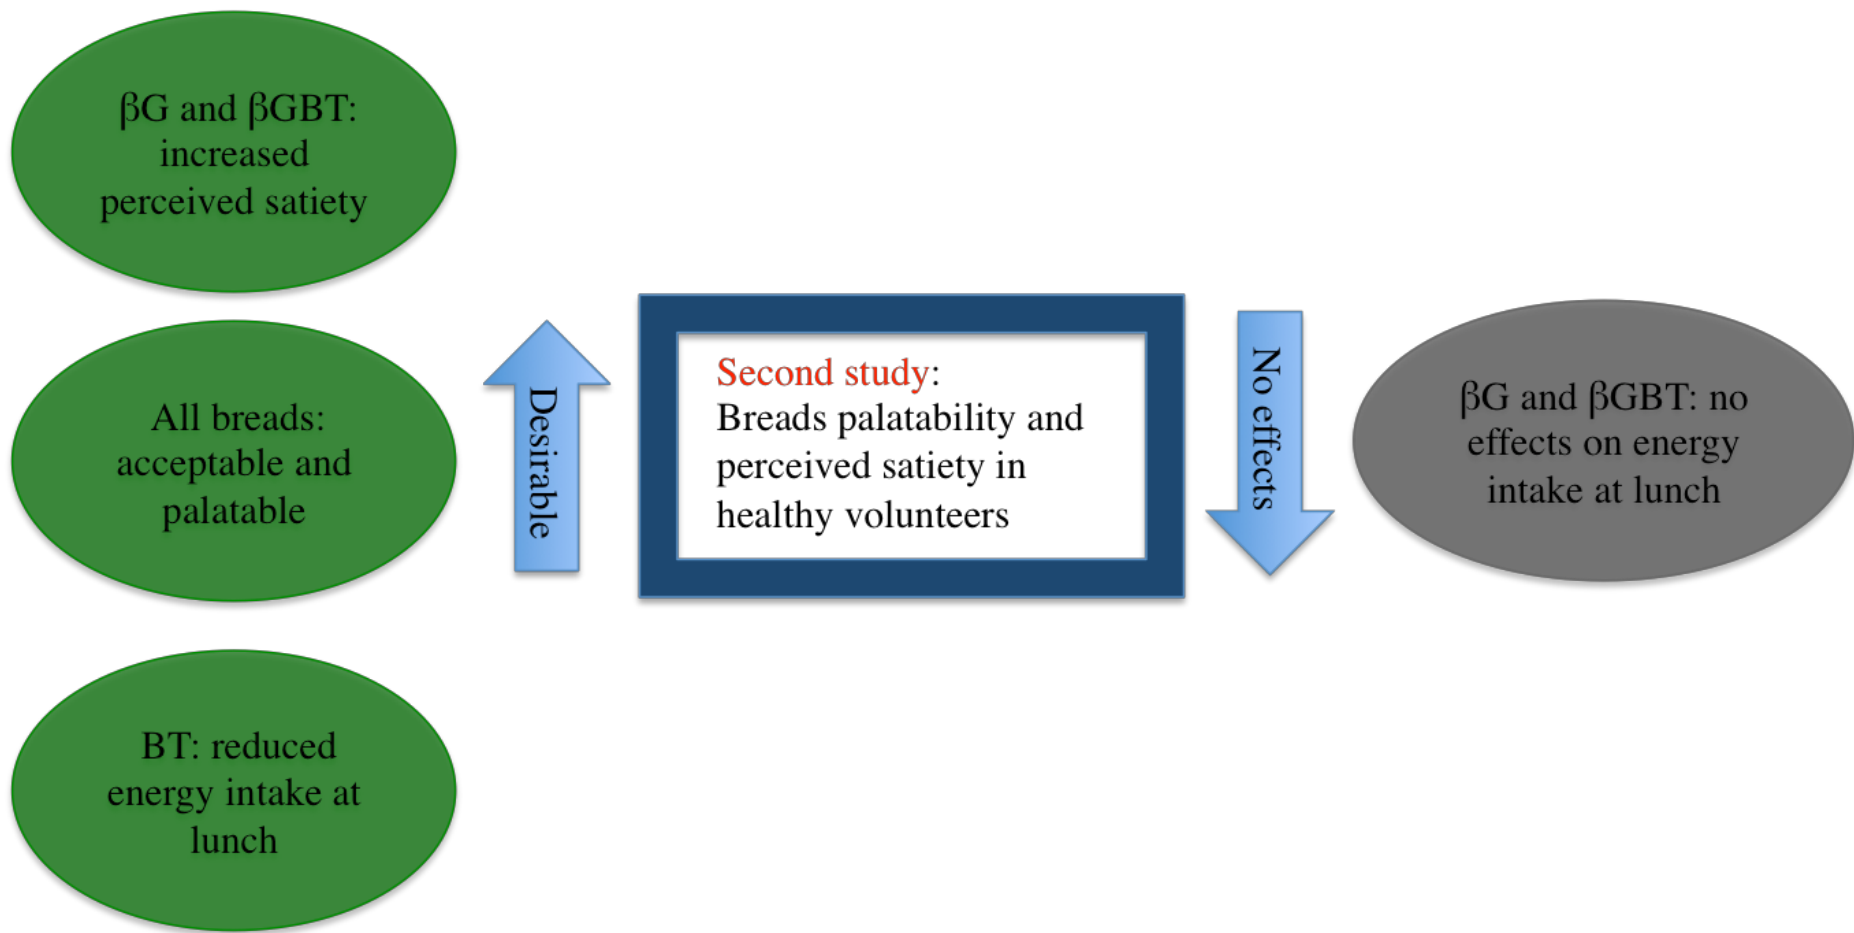 βG and βGBT:
increased
perceived satiety
All breads:
acceptable and
palatable
BT: reduced
energy intake at
lunch
Desirable
Second study:
Breads palatability and
perceived satiety in
healthy volunteers
No effects
βG and βGBT: no
effects on energy
intake at lunch